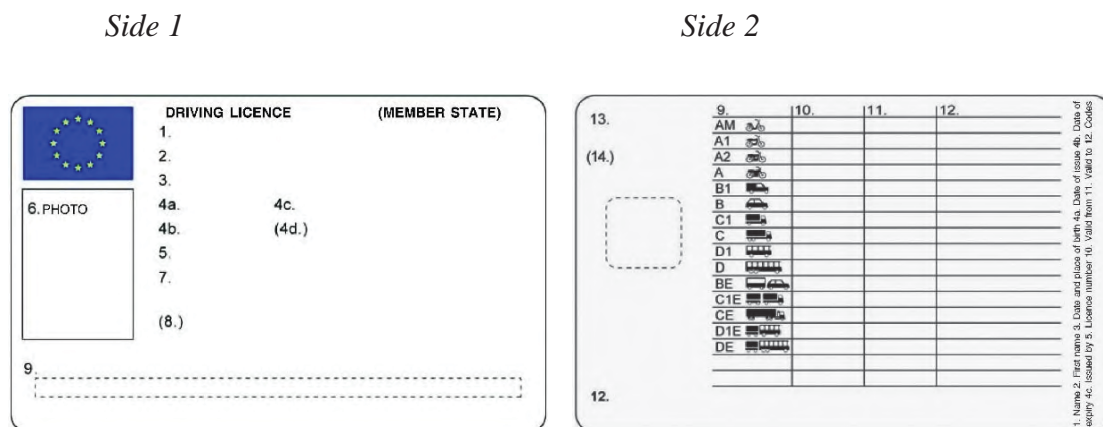 Side 1
Side 2
DRIVING LICENCE (MEMBER STATE)
1.
2.
3.
4a. 4c.
4b. (4d.)
5.
7.
(8.)
6. PHOTO
9.
13.
(14.)
9. 10. 11. 12.
AM
A1
A2
A
B1
B
C1
C
D1
D
BE
C1E
CE
D1E
DE
12.
1. Name 2. First name 3. Date and place of birth 4a. Date of issue 4b. Date of
expiry 4c. Issued by 5. Licence number 10. Valid from 11. Valid to 12. Codes